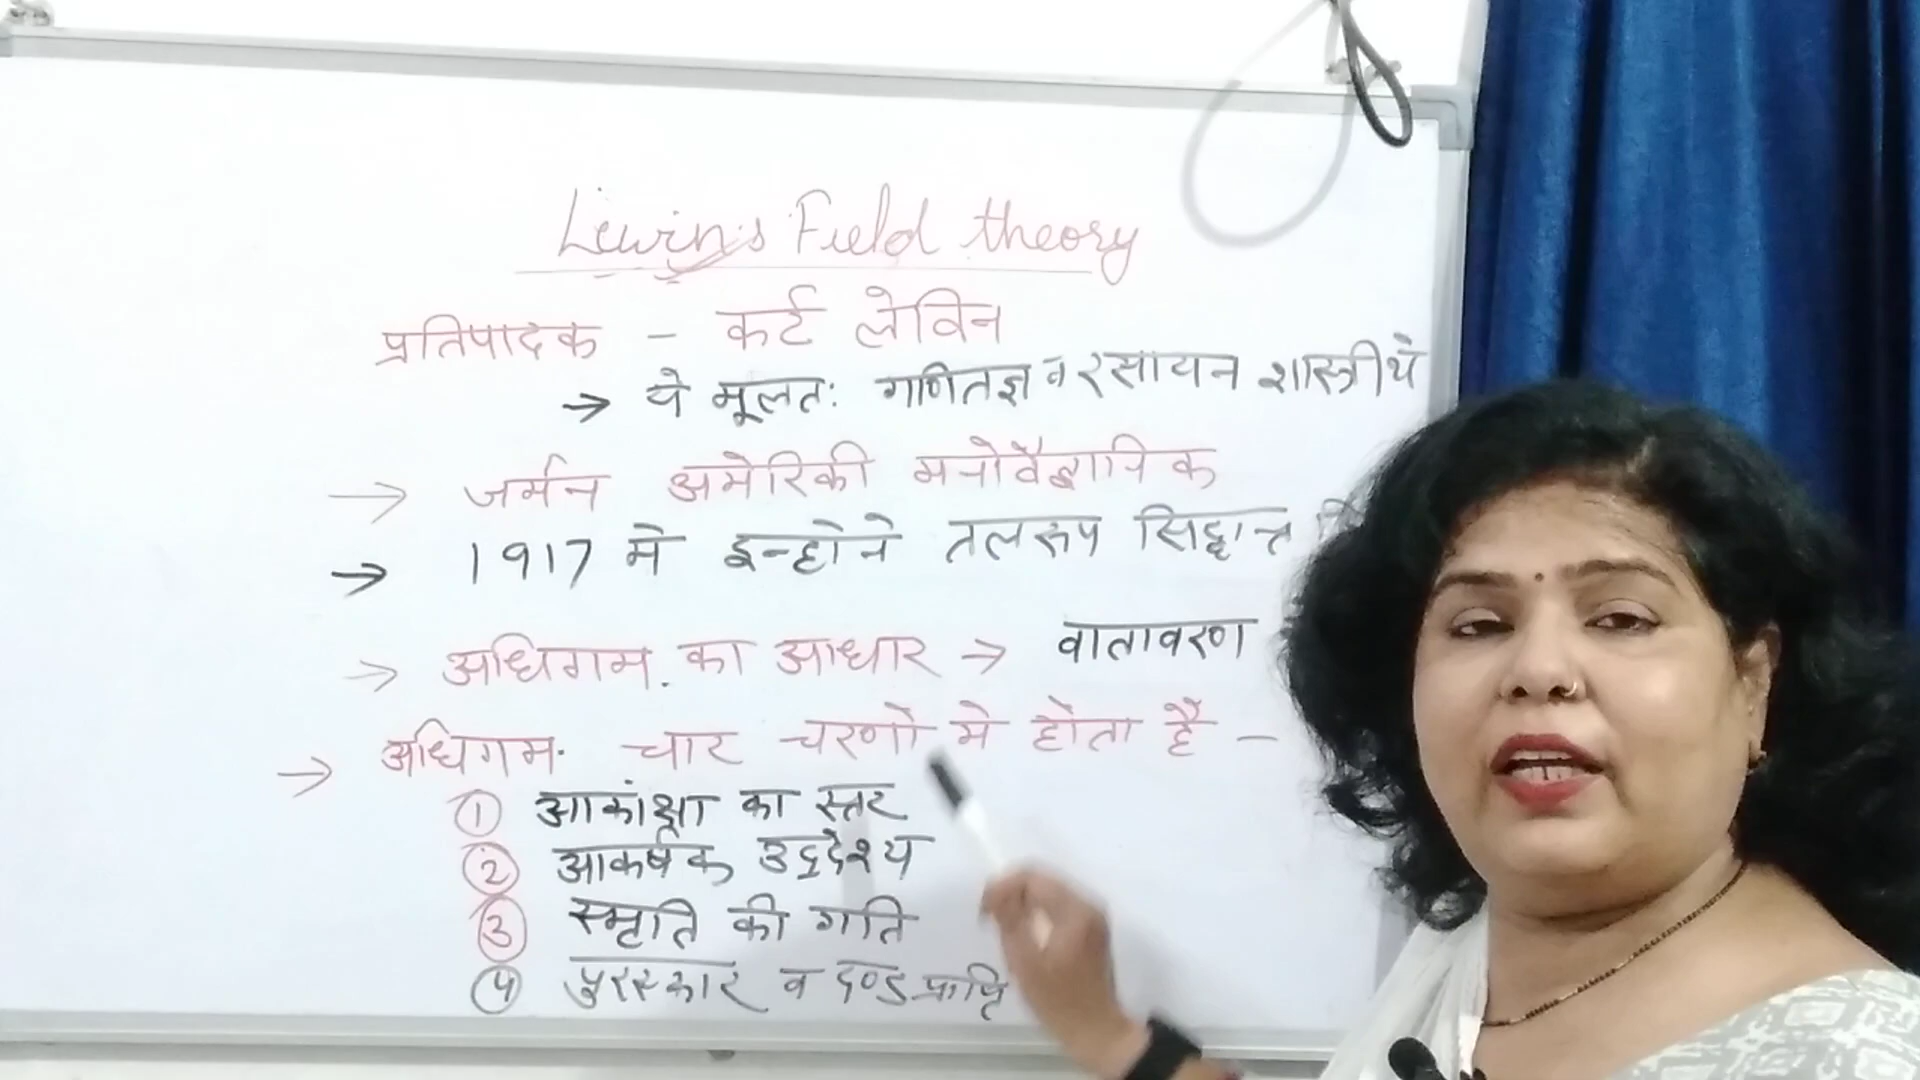 Lewin's Field theory
प्रतिपादक - कर्ट लेविन
→ ये मूलतः गणितज्ञ व रसायन शास्त्री थे
→ जर्मन अमेरिकी मनोवैज्ञानिक
→ 1917 मे इन्होने तलरूप सिद्धान्त
→ अधिगम का आधार → वातावरण
→ अधिगम चार चरणो मे होता है -
① आकांक्षा का स्तर
② आकर्षक उद्देश्य
③ स्मृति की गति
④ पुरस्कार व दण्ड प्राप्ति